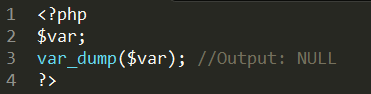 1 <?php
2 $var;
3 var_dump($var); //Output: NULL
4 ?>